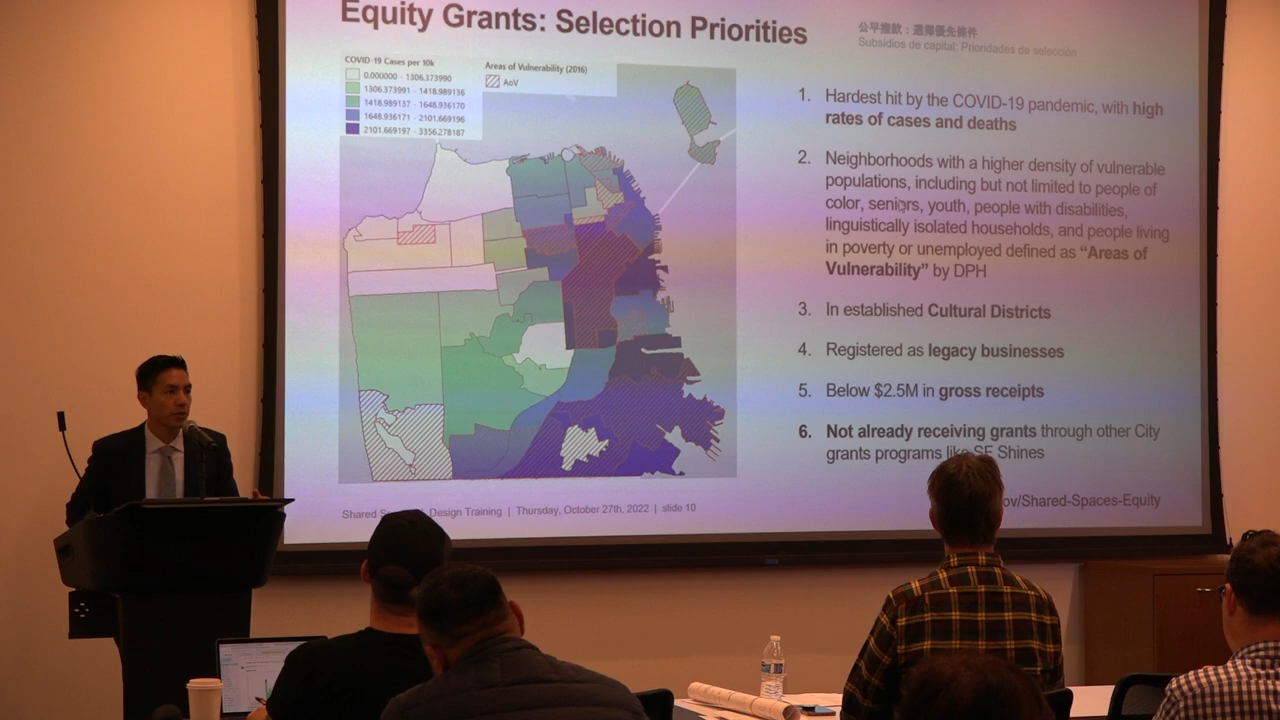 Equity Grants: Selection Priorities
公平撥款：選擇優先條件
Subsidios de capital: Prioridades de selección
COVID-19 Cases per 10k
0.000000 - 1306.373990
1306.373991 - 1418.989136
1418.989137 - 1648.936170
1648.936171 - 2101.669196
2101.669197 - 3356.278187
Areas of Vulnerability (2016)
AoV
1. Hardest hit by the COVID-19 pandemic, with high
rates of cases and deaths
2. Neighborhoods with a higher density of vulnerable
populations, including but not limited to people of
color, seniors, youth, people with disabilities,
linguistically isolated households, and people living
in poverty or unemployed defined as “Areas of
Vulnerability” by DPH
3. In established Cultural Districts
4. Registered as legacy businesses
5. Below $2.5M in gross receipts
6. Not already receiving grants through other City
grants programs like SF Shines
Shared Design Training | Thursday, October 27th, 2022 | slide 10
ov/Shared-Spaces-Equity